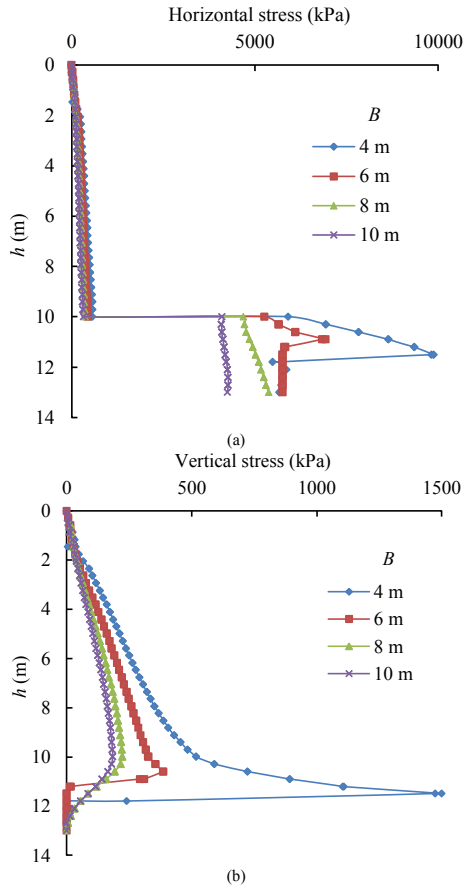 Horizontal stress (kPa)
0 5000 10000
0
2
4
6
8
10
12
14
h (m)
B
4 m
6 m
8 m
10 m
(a)
Vertical stress (kPa)
0 500 1000 1500
0
2
4
6
8
10
12
14
h (m)
B
4 m
6 m
8 m
10 m
(b)